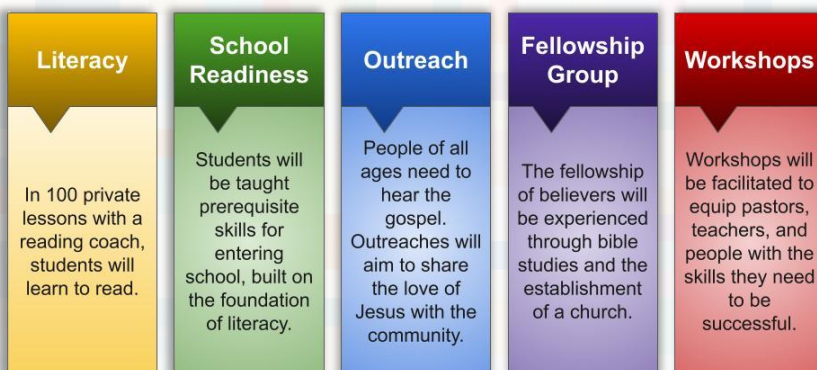 Literacy
In 100 private
lessons with a
reading coach,
students will
learn to read.
School
Readiness
Students will
be taught
prerequisite
skills for
entering
school, built on
the foundation
of literacy.
Outreach
People of all
ages need to
hear the
gospel.
Outreaches will
aim to share
the love of
Jesus with the
community.
Fellowship
Group
The fellowship
of believers will
be experienced
through bible
studies and the
establishment
of a church.
Workshops
Workshops will
be facilitated to
equip pastors,
teachers, and
people with the
skills they need
to be
successful.